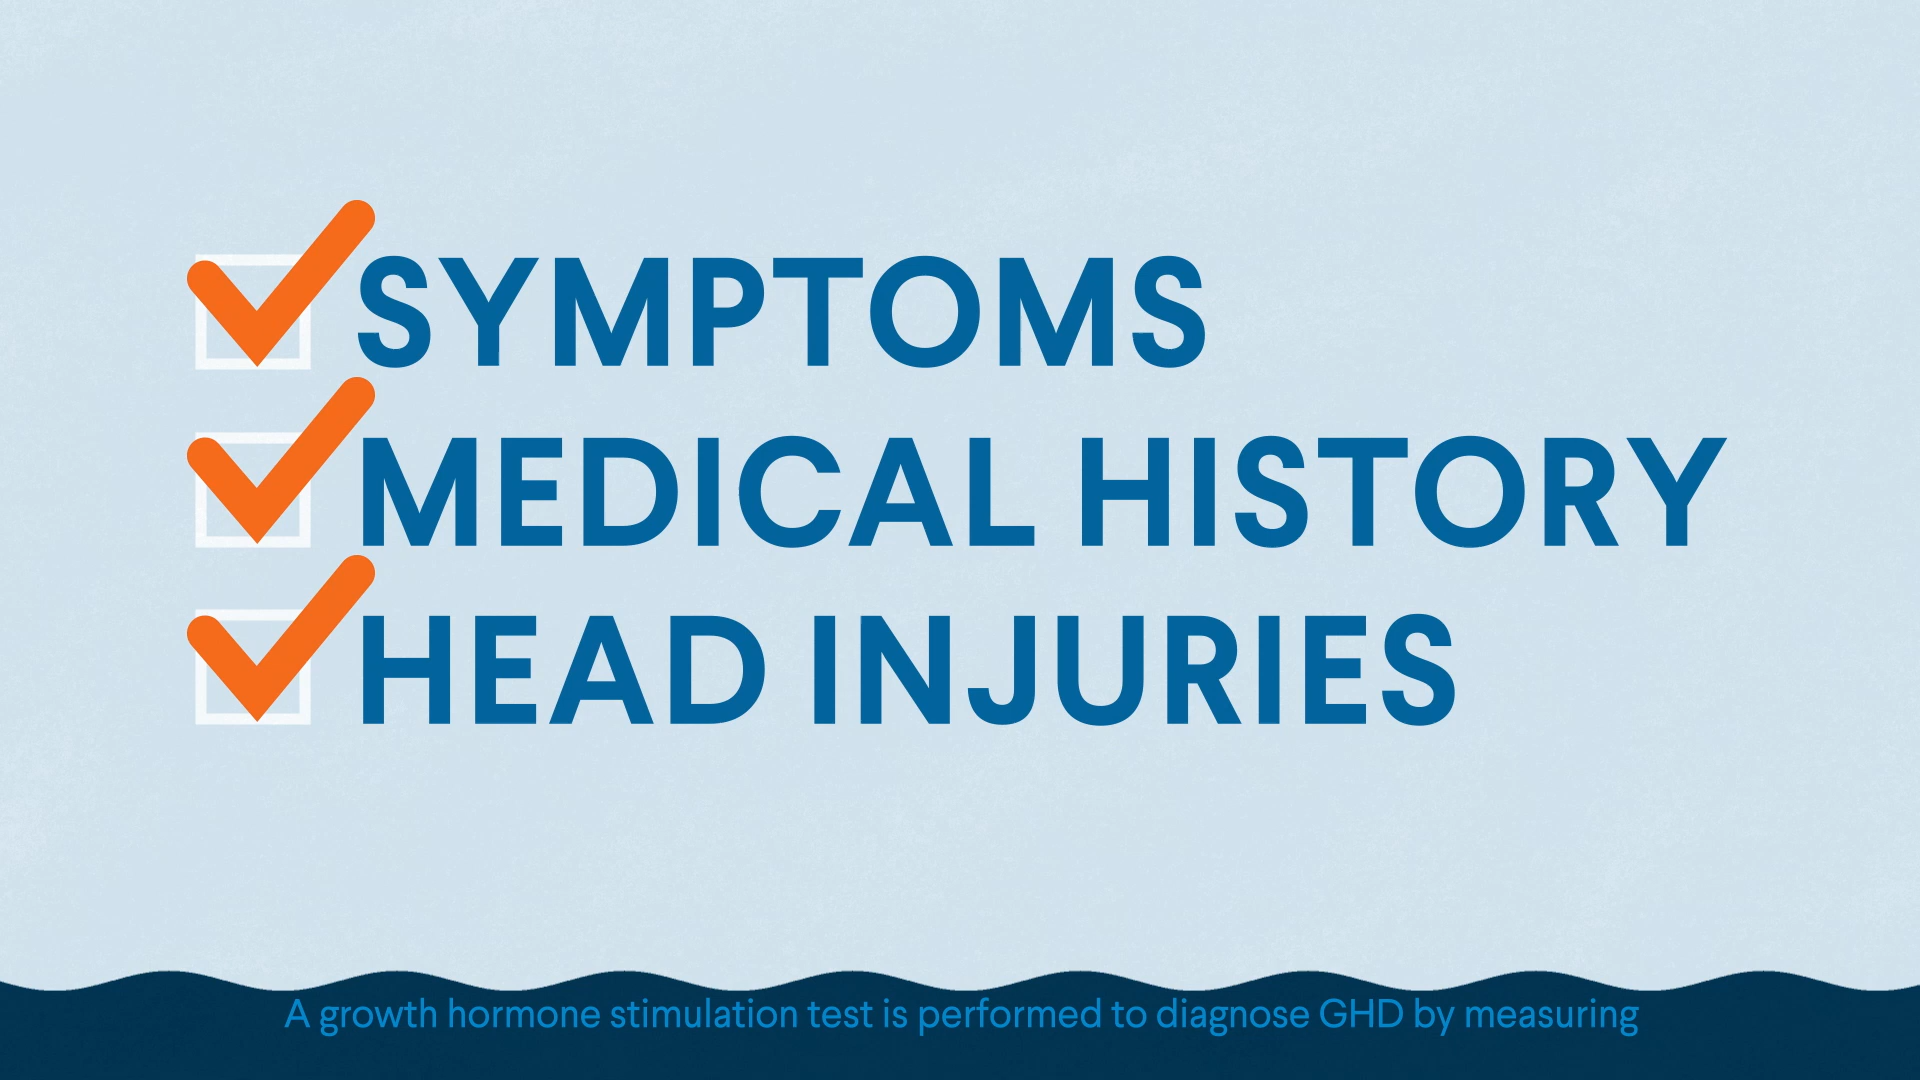 SYMPTOMS
MEDICAL HISTORY
HEAD INJURIES
A growth hormone stimulation test is performed to diagnose GHD by measuring